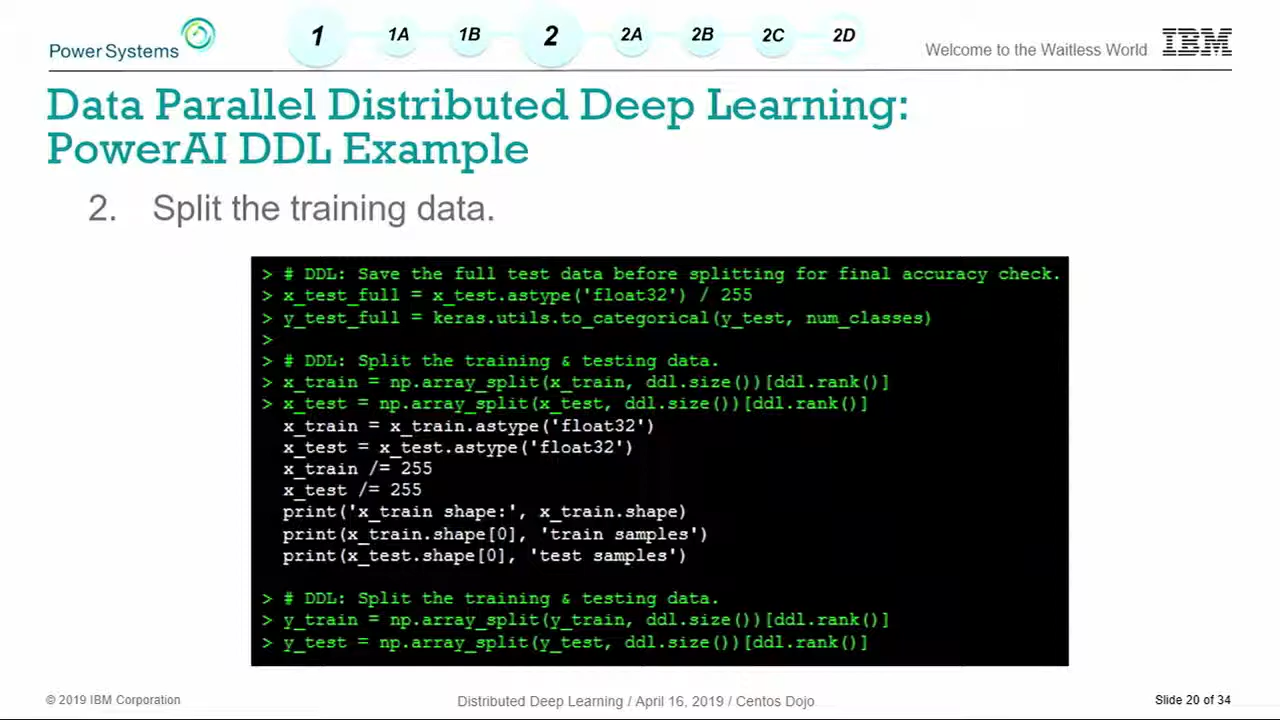 Power Systems
1 1A 1B 2 2A 2B 2C 2D
Welcome to the Waitless World IBM
Data Parallel Distributed Deep Learning:
PowerAI DDL Example
2. Split the training data.
> # DDL: Save the full test data before splitting for final accuracy check.
> x_test_full = x_test.astype('float32') / 255
> y_test_full = keras.utils.to_categorical(y_test, num_classes)
>
> # DDL: Split the training & testing data.
> x_train = np.array_split(x_train, ddl.size())[ddl.rank()]
> x_test = np.array_split(x_test, ddl.size())[ddl.rank()]
x_train = x_train.astype('float32')
x_test = x_test.astype('float32')
x_train /= 255
x_test /= 255
print('x_train shape:', x_train.shape)
print(x_train.shape[0], 'train samples')
print(x_test.shape[0], 'test samples')
> # DDL: Split the training & testing data.
> y_train = np.array_split(y_train, ddl.size())[ddl.rank()]
> y_test = np.array_split(y_test, ddl.size())[ddl.rank()]
© 2019 IBM Corporation
Distributed Deep Learning / April 16, 2019 / Centos Dojo
Slide 20 of 34